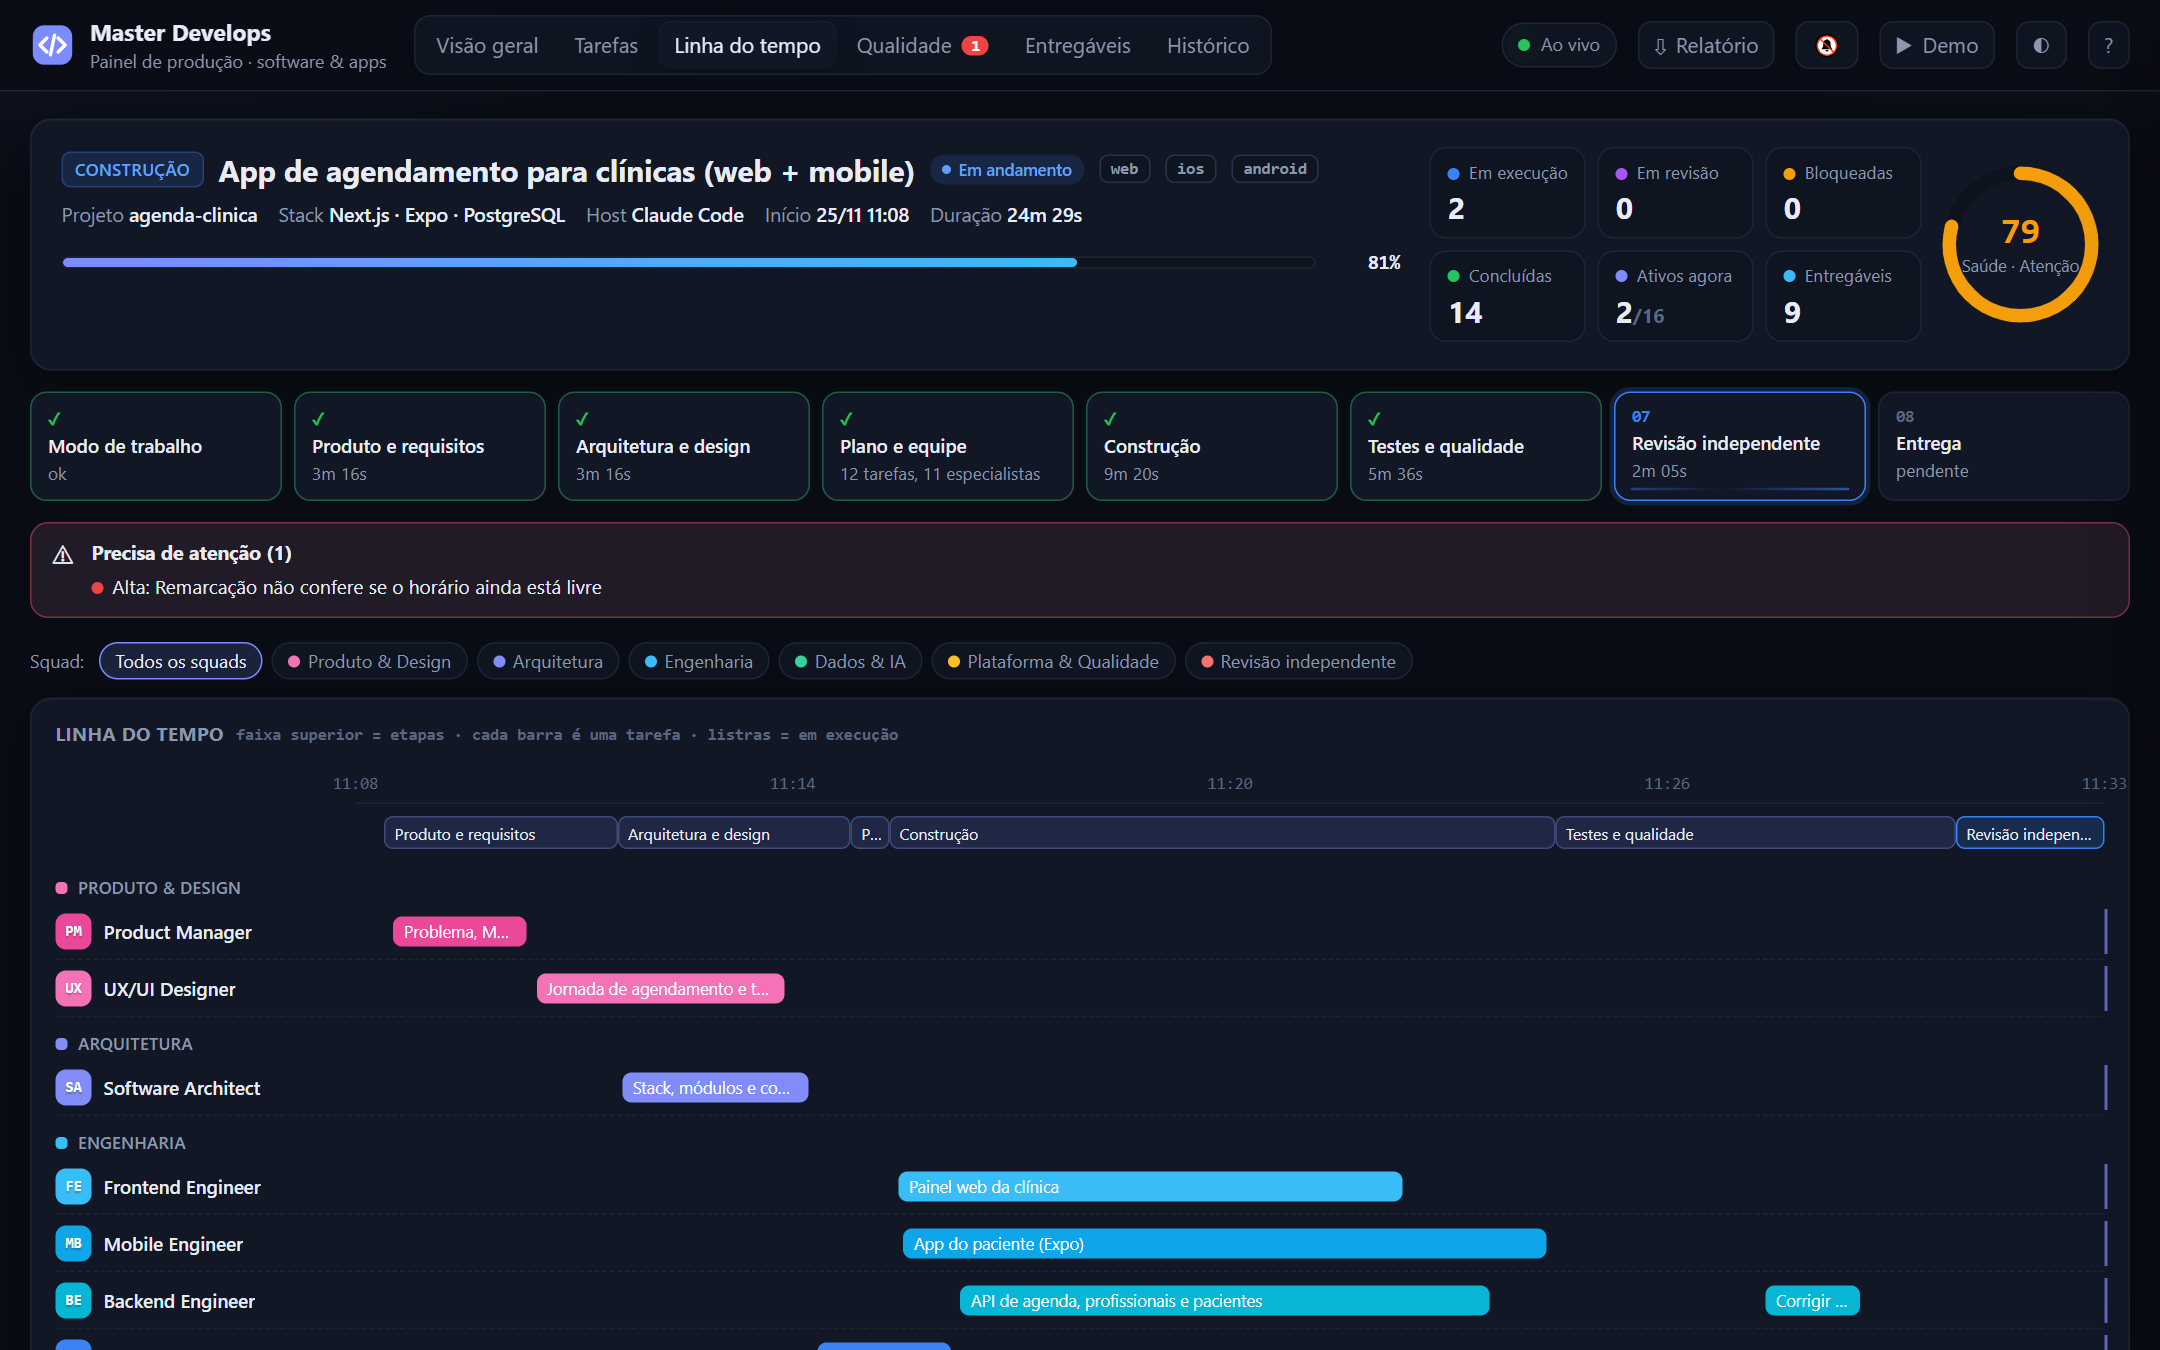 Master Develops
Painel de produção · software & apps
Visão geral
Tarefas
Linha do tempo
Qualidade 1
Entregáveis
Histórico
Ao vivo
⇩ Relatório
▶ Demo
?
CONSTRUÇÃO
App de agendamento para clínicas (web + mobile)
Em andamento
web
ios
android
Projeto agenda-clinica Stack Next.js · Expo · PostgreSQL Host Claude Code Início 25/11 11:08 Duração 24m 29s
81%
Em execução
2
Em revisão
0
Bloqueadas
0
Concluídas
14
Ativos agora
2/16
Entregáveis
9
79
Saúde · Atenção
✓
Modo de trabalho
ok
✓
Produto e requisitos
3m 16s
✓
Arquitetura e design
3m 16s
✓
Plano e equipe
12 tarefas, 11 especialistas
✓
Construção
9m 20s
✓
Testes e qualidade
5m 36s
07
Revisão independente
2m 05s
08
Entrega
pendente
Precisa de atenção (1)
Alta: Remarcação não confere se o horário ainda está livre
Squad:
Todos os squads
Produto & Design
Arquitetura
Engenharia
Dados & IA
Plataforma & Qualidade
Revisão independente
LINHA DO TEMPO faixa superior = etapas · cada barra é uma tarefa · listras = em execução
11:08
11:14
11:20
11:26
11:33
Produto e requisitos
Arquitetura e design
P...
Construção
Testes e qualidade
Revisão indepen...
PRODUTO & DESIGN
PM Product Manager
Problema, M...
UX UX/UI Designer
Jornada de agendamento e t...
ARQUITETURA
SA Software Architect
Stack, módulos e co...
ENGENHARIA
FE Frontend Engineer
Painel web da clínica
MB Mobile Engineer
App do paciente (Expo)
BE Backend Engineer
API de agenda, profissionais e pacientes
Corrigir ...